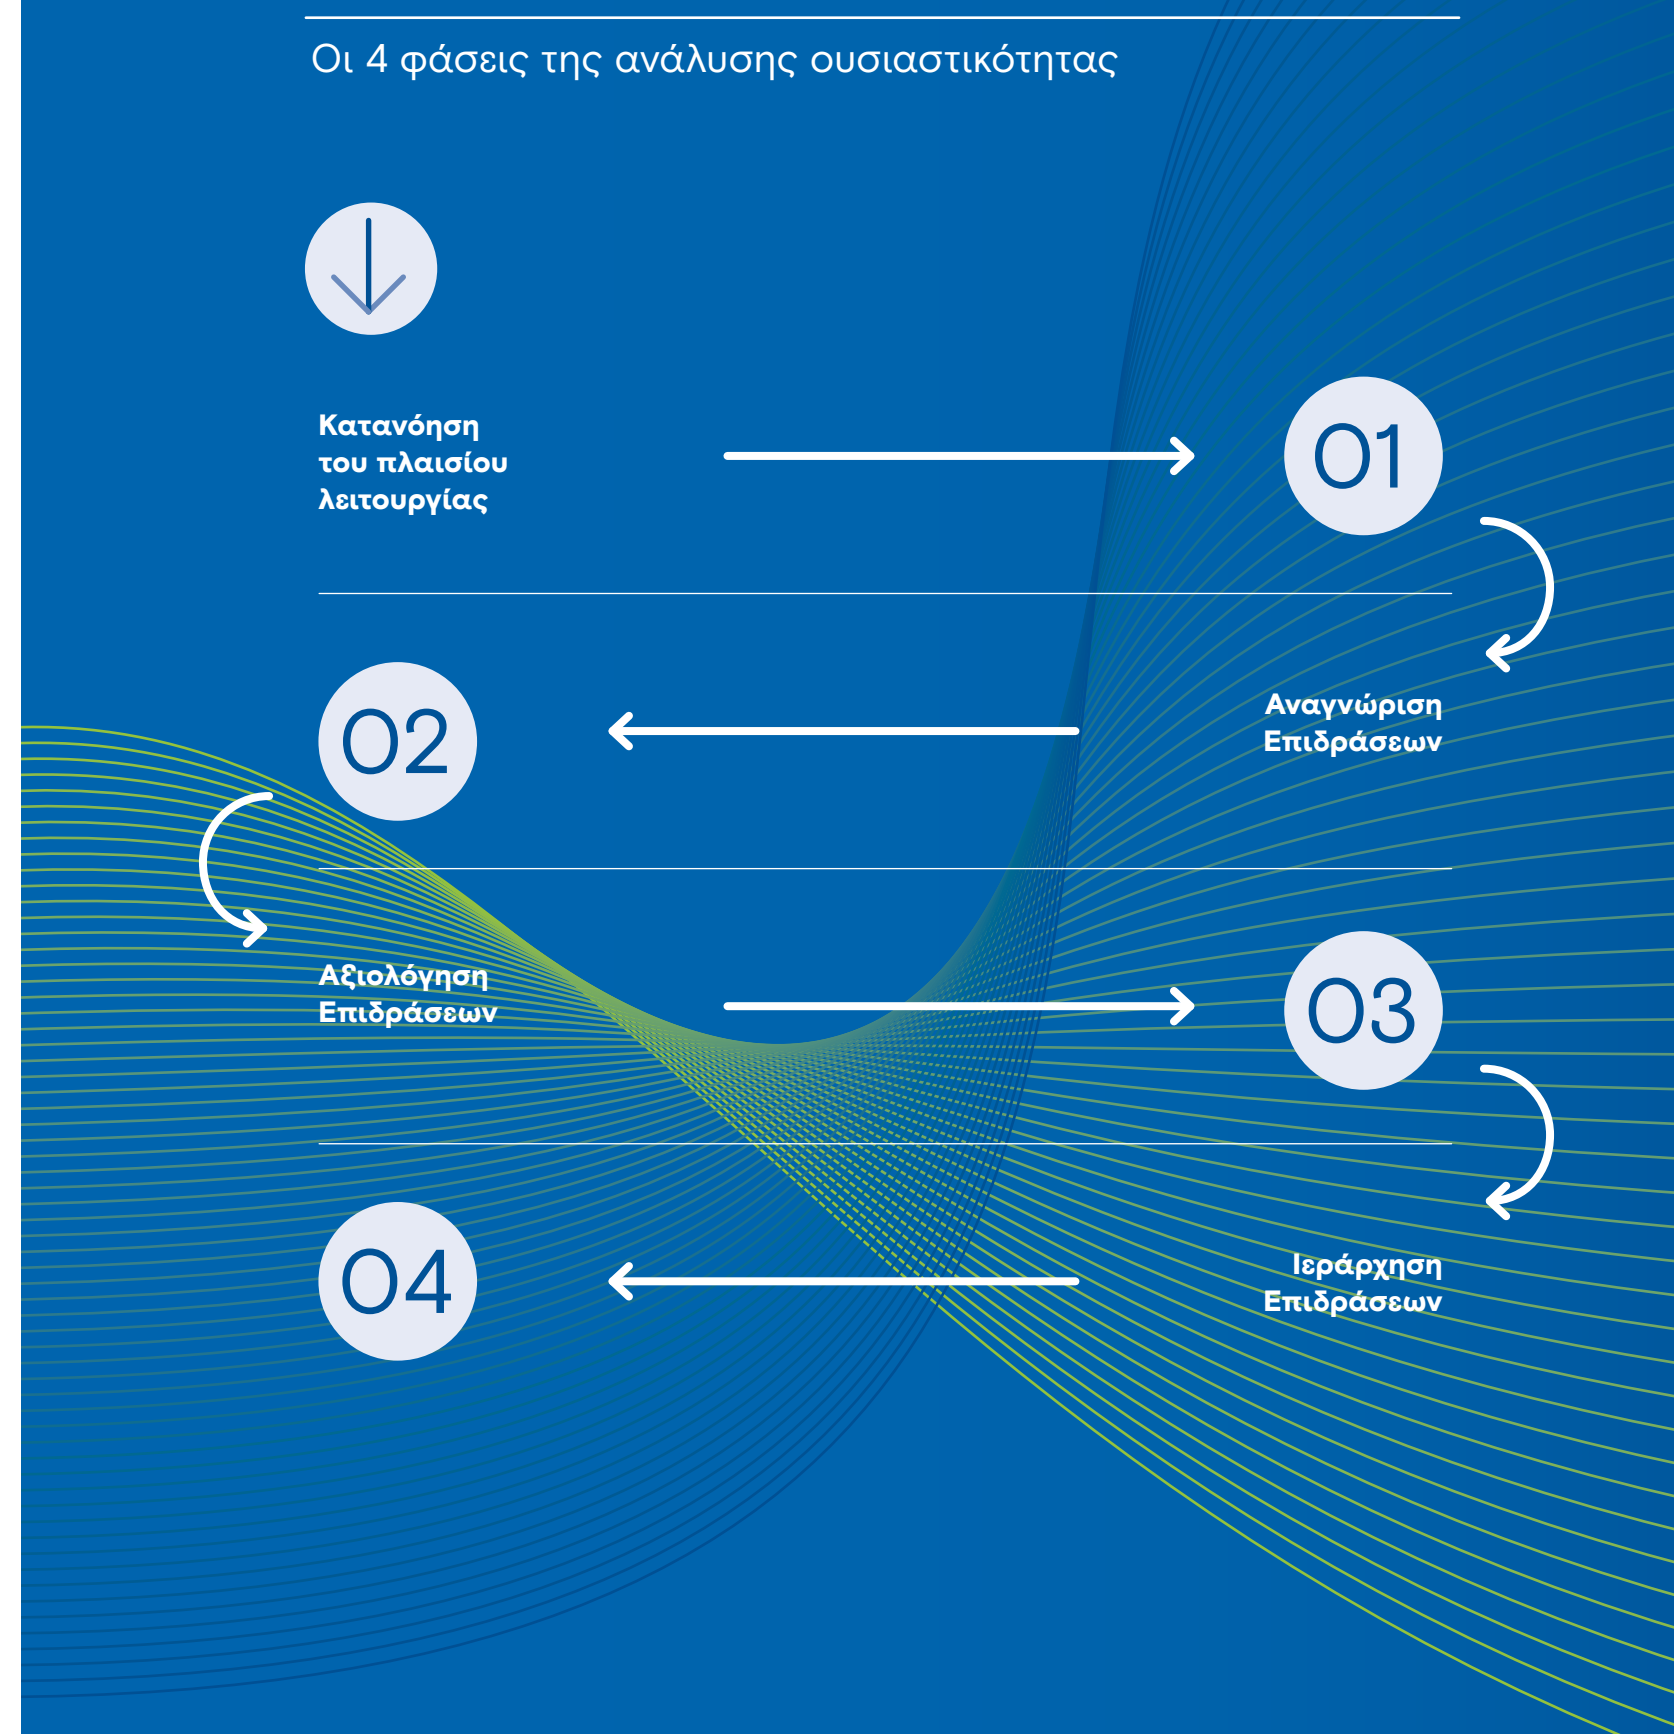 Οι 4 φάσεις της ανάλυσης ουσιαστικότητας
Κατανόηση
του πλαισίου
λειτουργίας
01
02
Αναγνώριση
Επιδράσεων
Αξιολόγηση
Επιδράσεων
03
04
Ιεράρχηση
Επιδράσεων